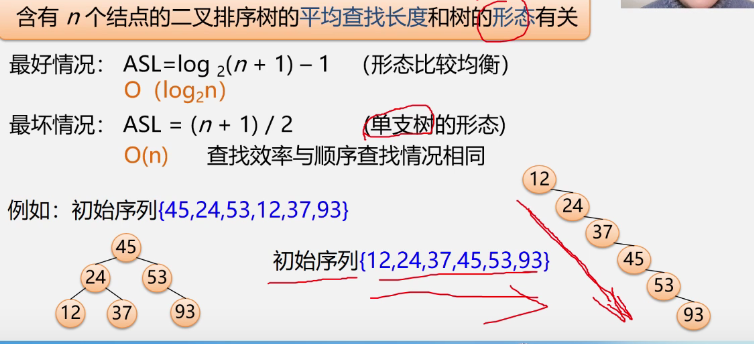 含有 n 个结点的二叉排序树的平均查找长度和树的形态有关
最好情况： ASL=log 2(n + 1) – 1 （形态比较均衡）
O（log2n）
最坏情况： ASL = (n + 1) / 2 (单支树的形态)
O(n) 查找效率与顺序查找情况相同
例如：初始序列{45,24,53,12,37,93}
45
24 53
12 37 93
初始序列{12,24,37,45,53,93}
12
24
37
45
53
93